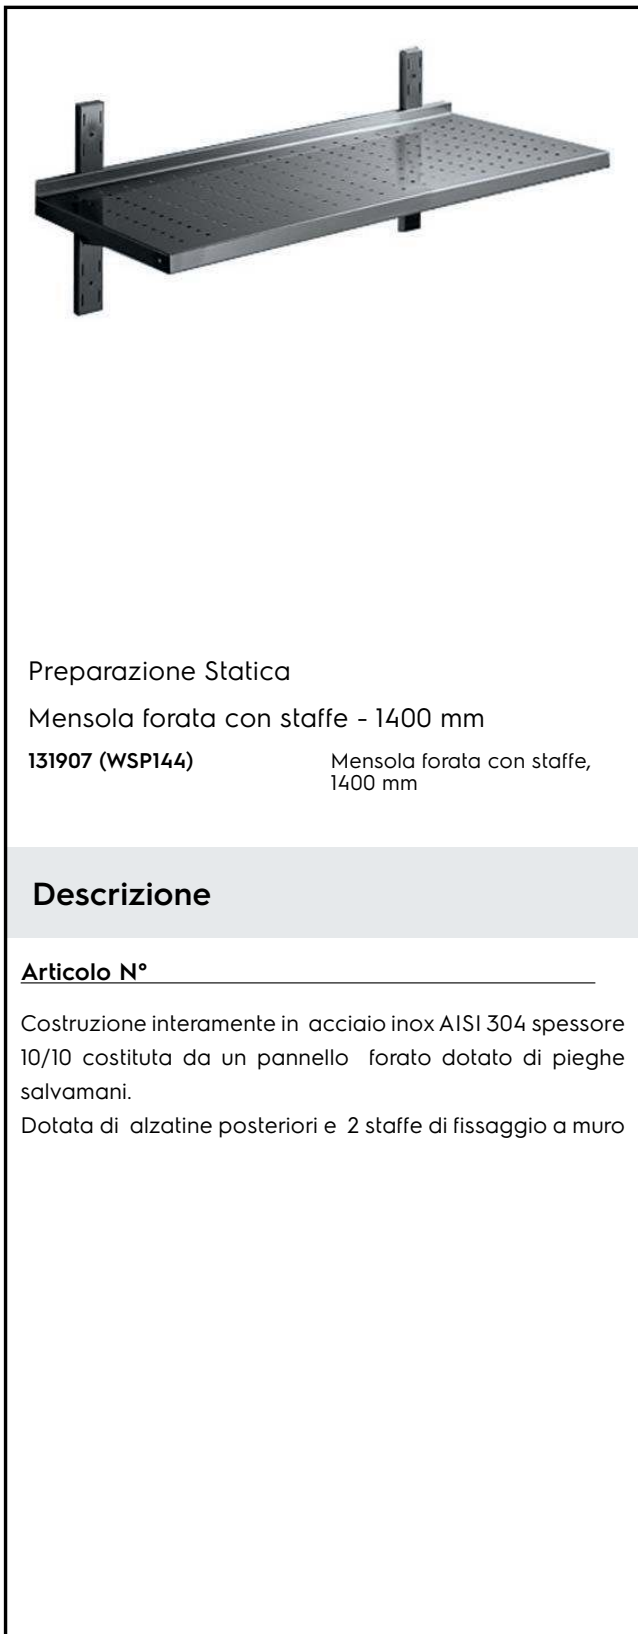 Preparazione Statica
Mensola forata con staffe - 1400 mm
131907 (WSP144) Mensola forata con staffe,
1400 mm
Descrizione
Articolo N°
Costruzione interamente in acciaio inox AISI 304 spessore
10/10 costituta da un pannello forato dotato di pieghe
salvamani.
Dotata di alzatine posteriori e 2 staffe di fissaggio a muro